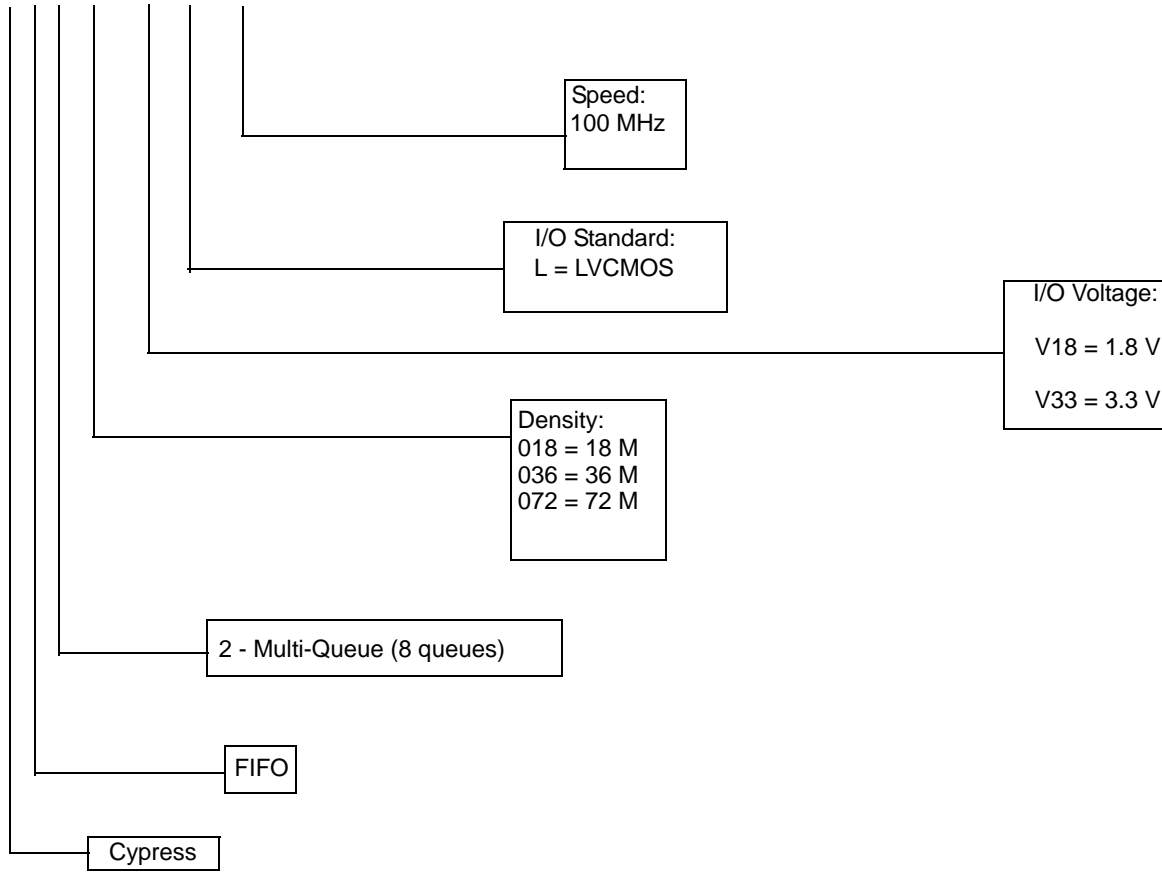 Speed:
100 MHz
I/O Standard:
L = LVCMOS
I/O Voltage:
V18 = 1.8 V
V33 = 3.3 V
Density:
018 = 18 M
036 = 36 M
072 = 72 M
2 - Multi-Queue (8 queues)
FIFO
Cypress